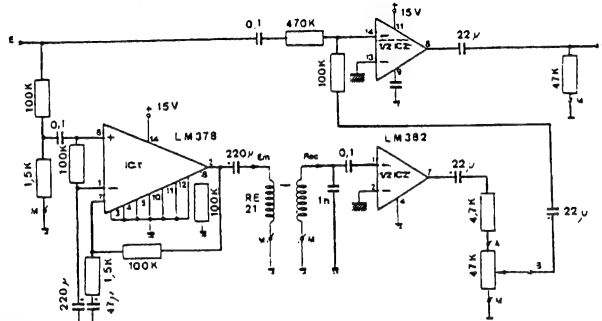 E
0,1
470K
15V
11
14
1/2 IC2
13
9
8
22µ
47K
M
100K
100K
0,1
15V
14
LM378
6
IC1
1
7
2
8
3
4
5
10
11
12
100K
100K
1,5K
M
100K
1,5K
220µ
47µ
220µ
Em
Rec
RE
21
M
M
0,1
1n
LM382
1/2 IC2
2
4
7
22µ
4,7K
A
47K
B
M
22µ